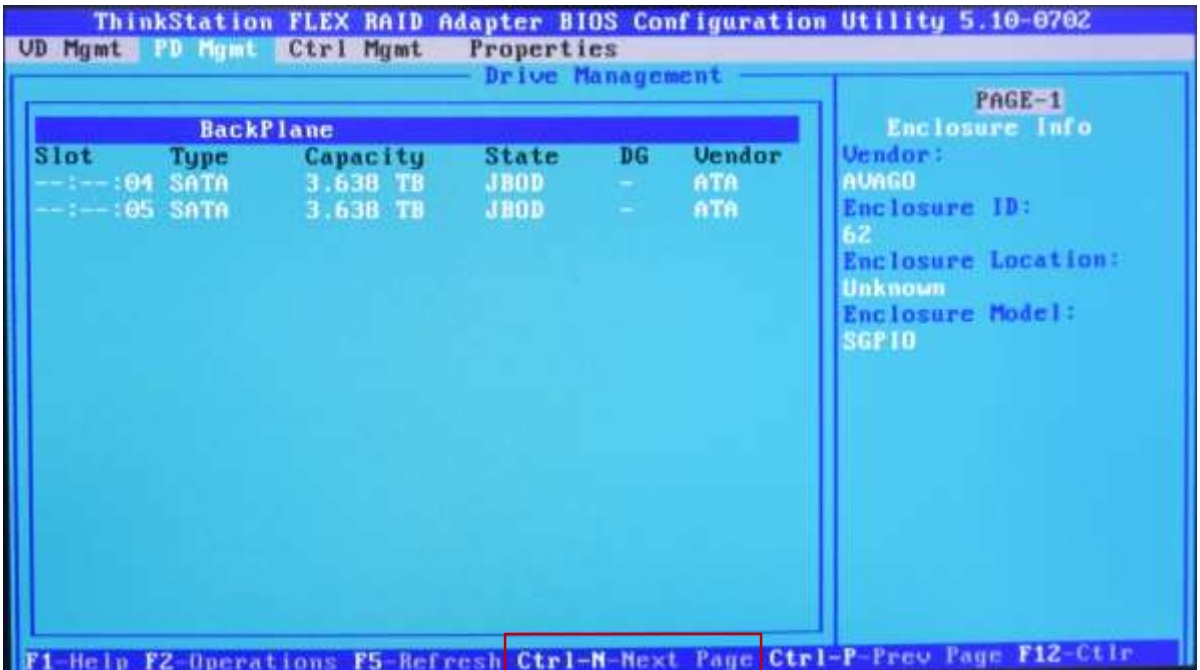 ThinkStation FLEX RAID Adapter BIOS Configuration Utility 5.10-0702
VD Mgmt PD Mgmt Ctrl Mgmt Properties
Drive Management
BackPlane
Slot Type Capacity State DG Vendor
--:--:04 SATA 3.638 TB JBOD - ATA
--:--:05 SATA 3.638 TB JBOD - ATA
PAGE-1
Enclosure Info
Vendor:
AVAGO
Enclosure ID:
62
Enclosure Location:
Unknown
Enclosure Model:
SGPIO
F1-Help F2-Operations F5-Refresh Ctrl-N-Next Page Ctrl-P-Prev Page F12-Ctlr